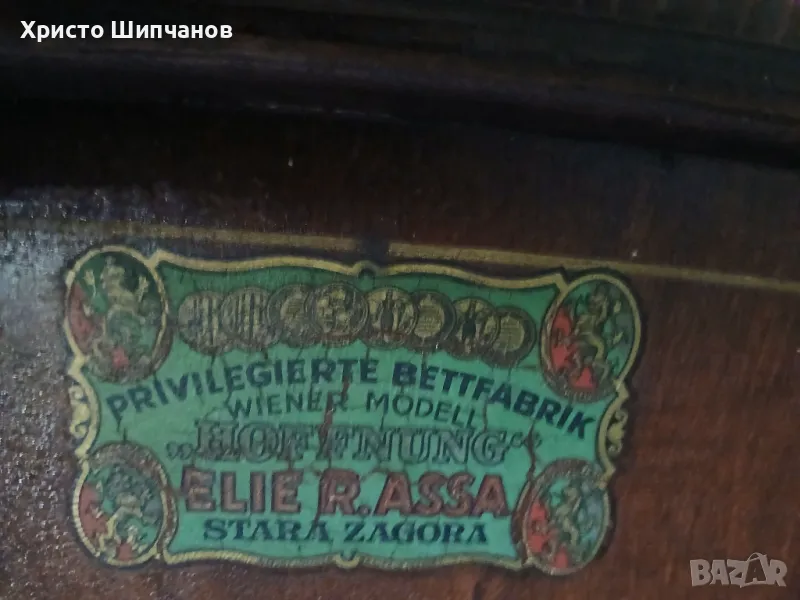 Христо Шипчанов
PRIVILEGIERTE BETTFABRIK
WIENER MODELL
„HOFFNUNG“
ELIE R. ASSA
STARA ZAGORA
BAZAR